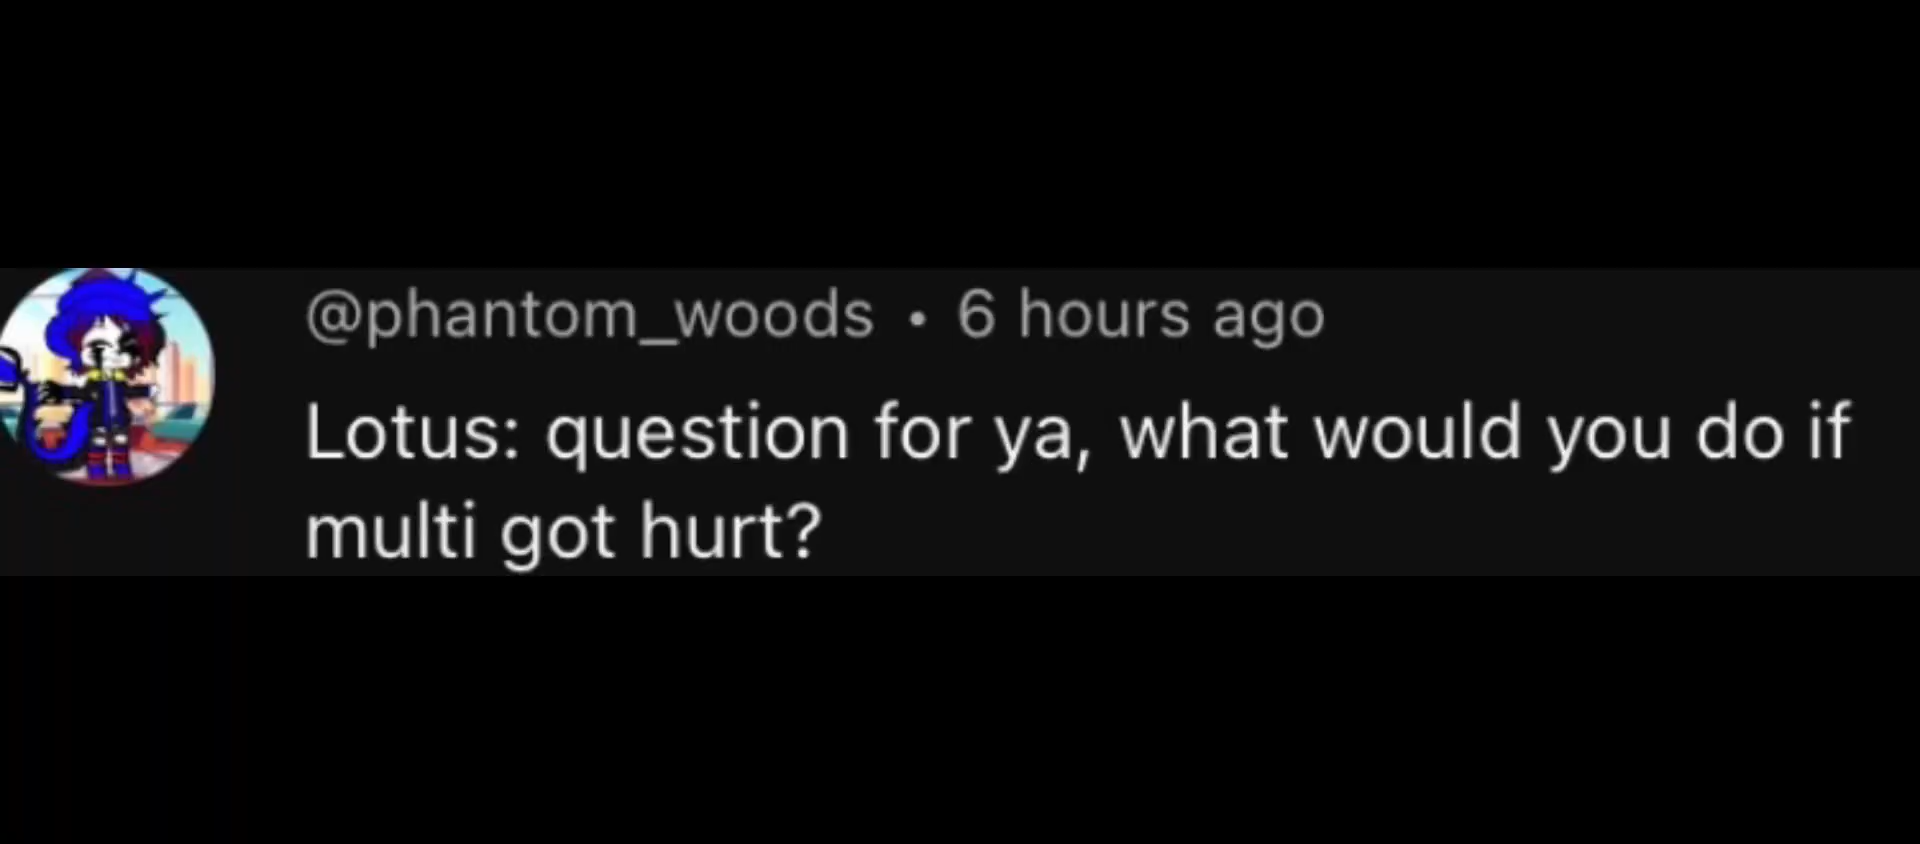 @phantom_woods • 6 hours ago
Lotus: question for ya, what would you do if
multi got hurt?